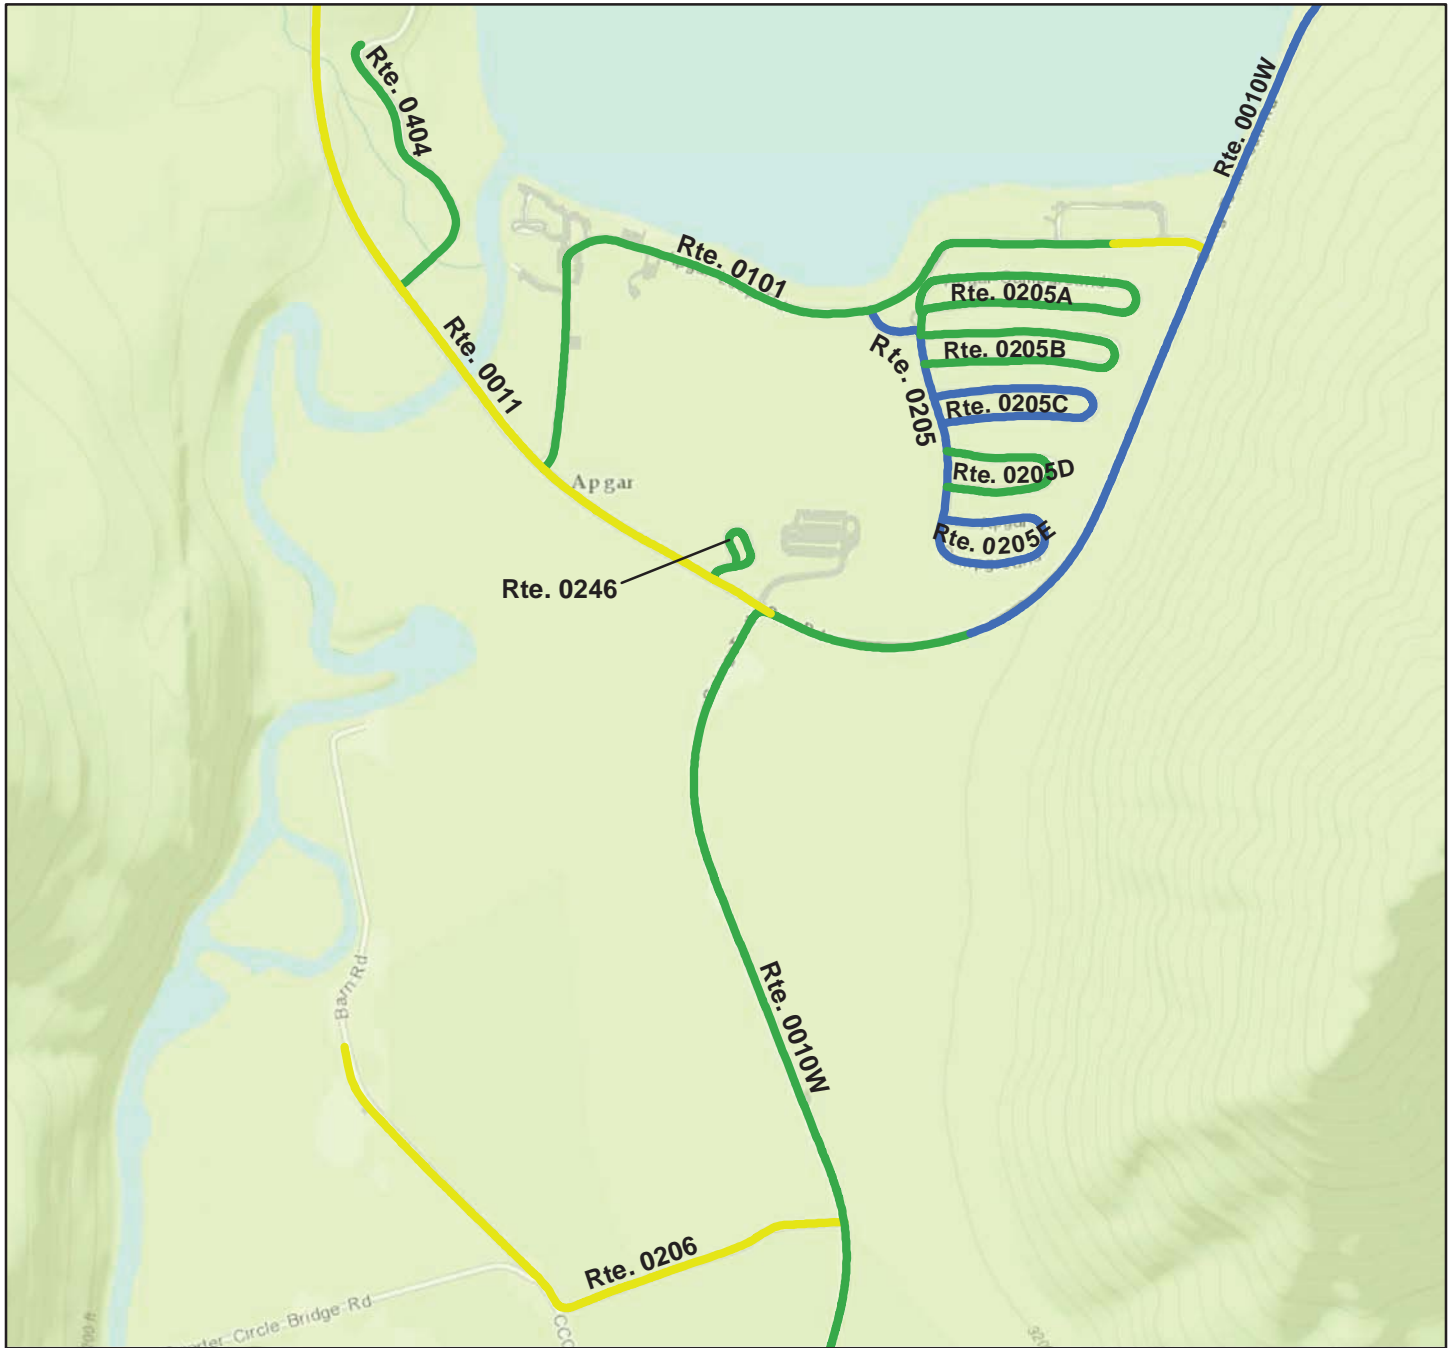 Rte. 0404
Rte. 0010W
Rte. 0101
Rte. 0205A
Rte. 0011
Rte. 0205B
Rte. 0205
Rte. 0205C
Rte. 0205D
Apgar
Rte. 0205E
Rte. 0246
Barn Rd
Rte. 0010W
Rte. 0206
Circle Bridge Rd